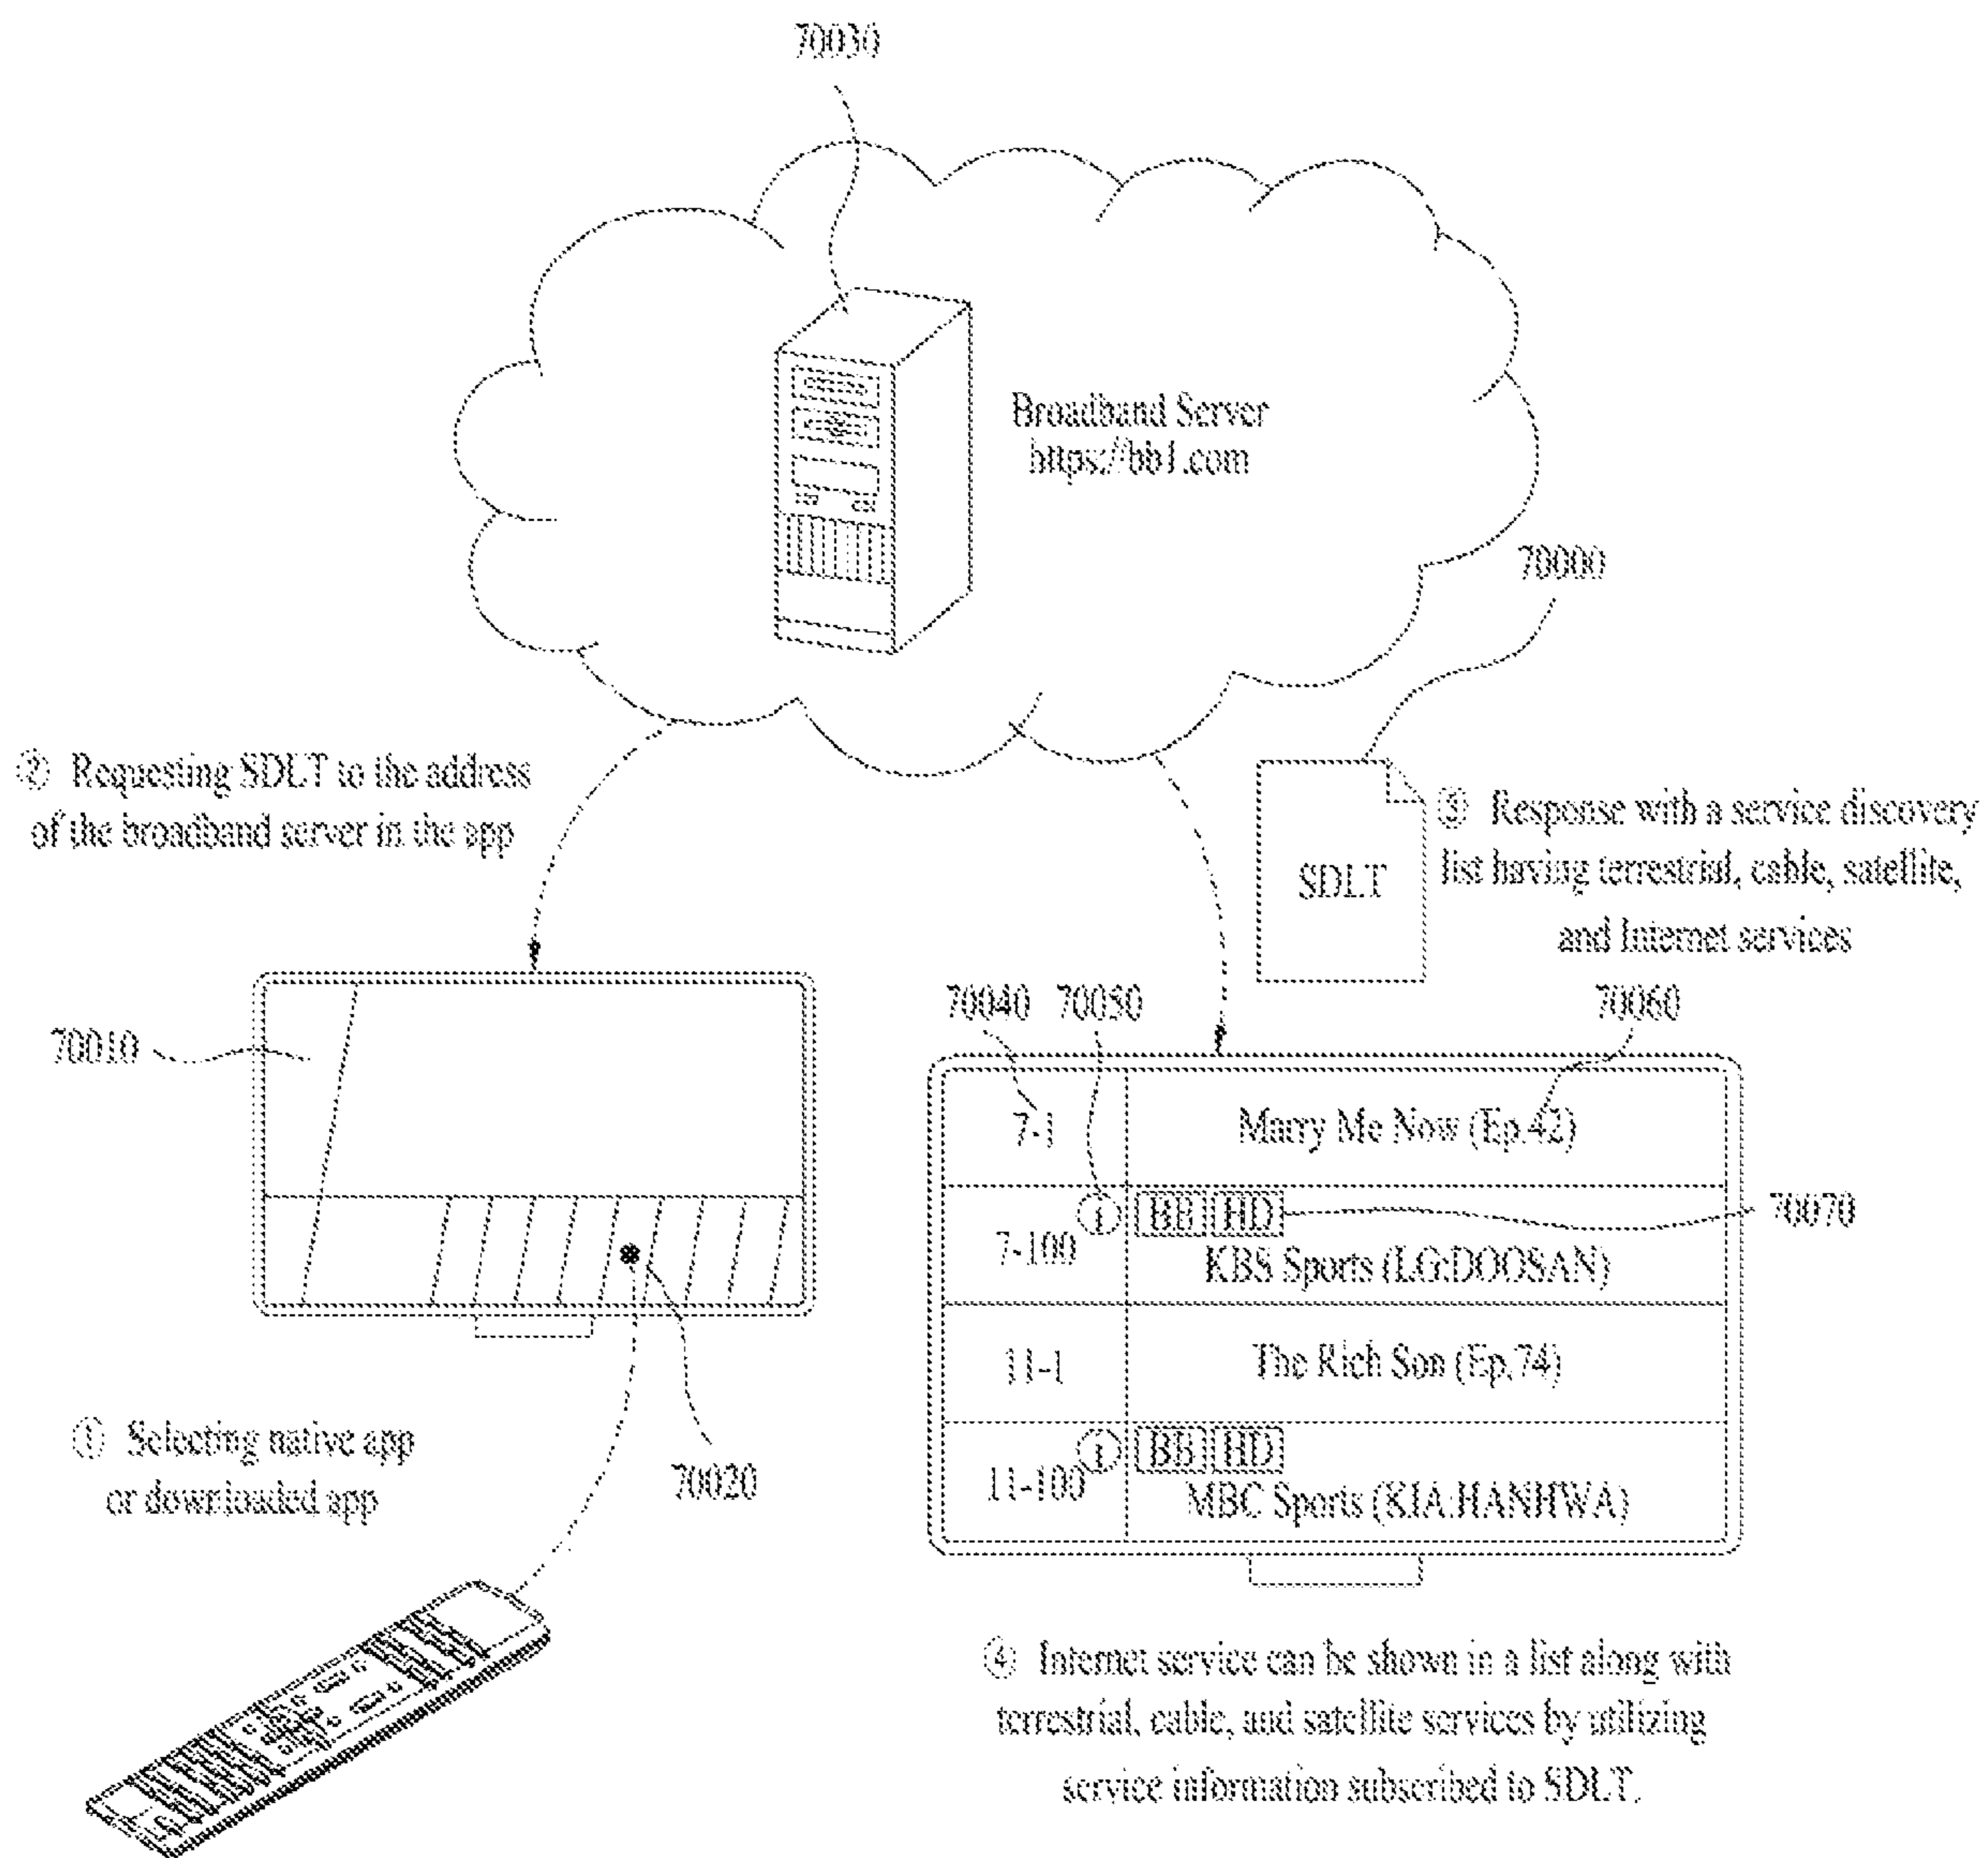 70030
Broadband Server
https://bb1.com
70000
② Requesting SDLT to the address
of the broadband server in the app
SDLT
③ Response with a service discovery
list having terrestrial, cable, satellite,
and Internet services
70010
70040 70050 70060
7-1 Marry Me Now (Ep.42)
7-100 i BB HD 70070
KBS Sports (LG:DOOSAN)
11-1 The Rich Son (Ep.74)
11-100 i BB HD
MBC Sports (KIA:HANHWA)
① Selecting native app
or downloaded app
70020
④ Internet service can be shown in a list along with
terrestrial, cable, and satellite services by utilizing
service information subscribed to SDLT.